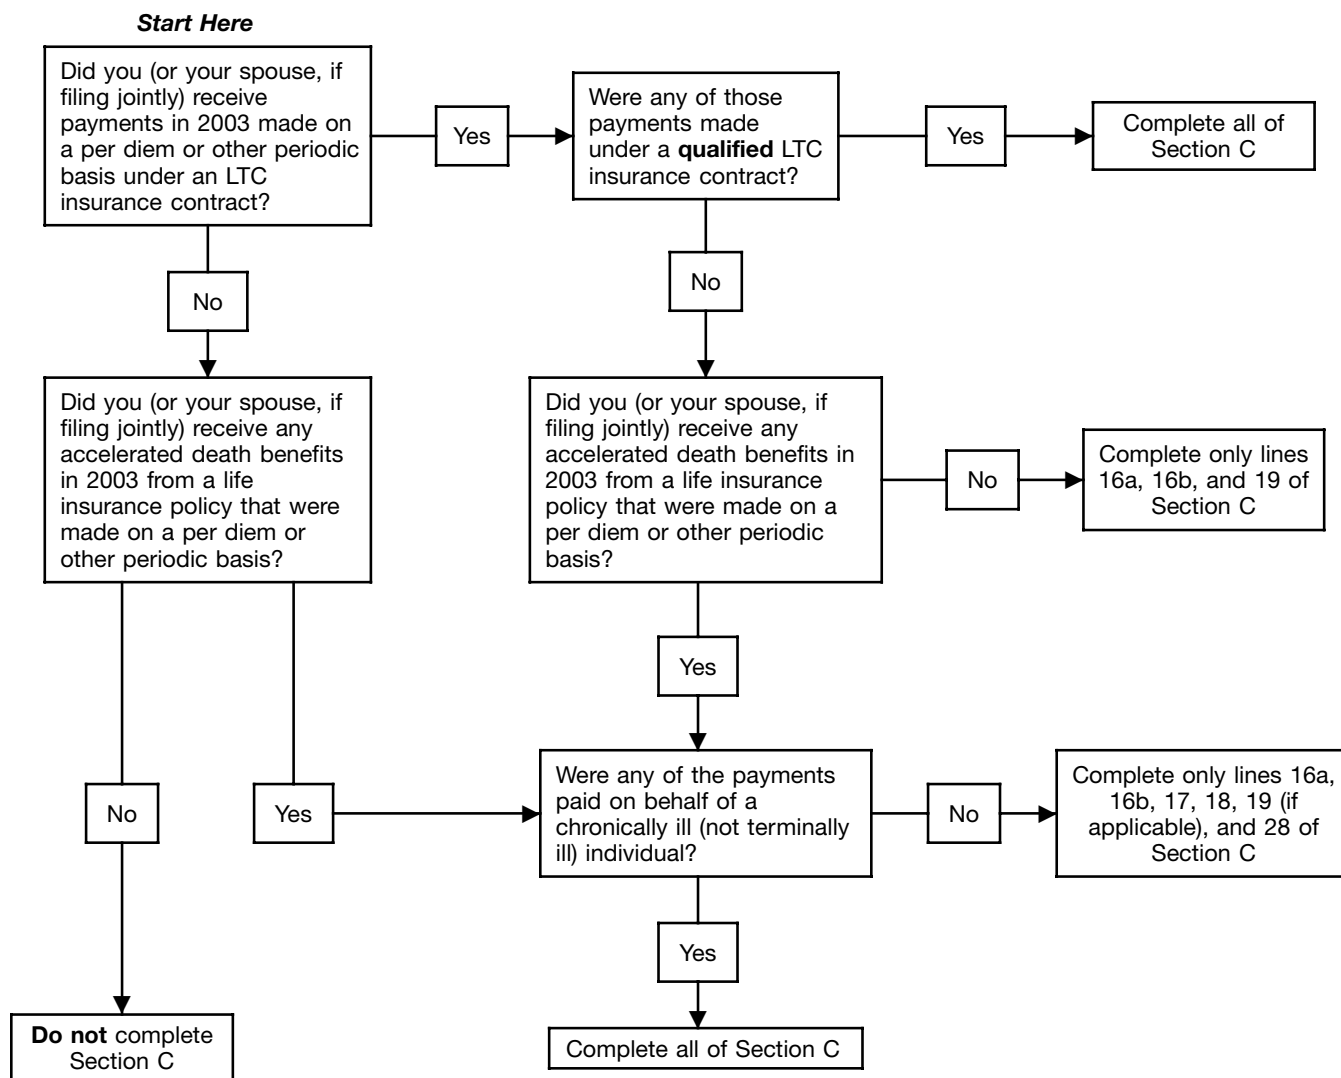 Start Here
Did you (or your spouse, if
filing jointly) receive
payments in 2003 made on
a per diem or other periodic
basis under an LTC
insurance contract?
Yes
Were any of those
payments made
under a qualified LTC
insurance contract?
Yes
Complete all of
Section C
No
No
Did you (or your spouse, if
filing jointly) receive any
accelerated death benefits
in 2003 from a life
insurance policy that were
made on a per diem or
other periodic basis?
Did you (or your spouse, if
filing jointly) receive any
accelerated death benefits in
2003 from a life insurance
policy that were made on a
per diem or other periodic
basis?
No
Complete only lines
16a, 16b, and 19 of
Section C
Yes
No
Yes
Were any of the payments
paid on behalf of a
chronically ill (not terminally
ill) individual?
No
Complete only lines 16a,
16b, 17, 18, 19 (if
applicable), and 28 of
Section C
Yes
Do not complete
Section C
Complete all of Section C